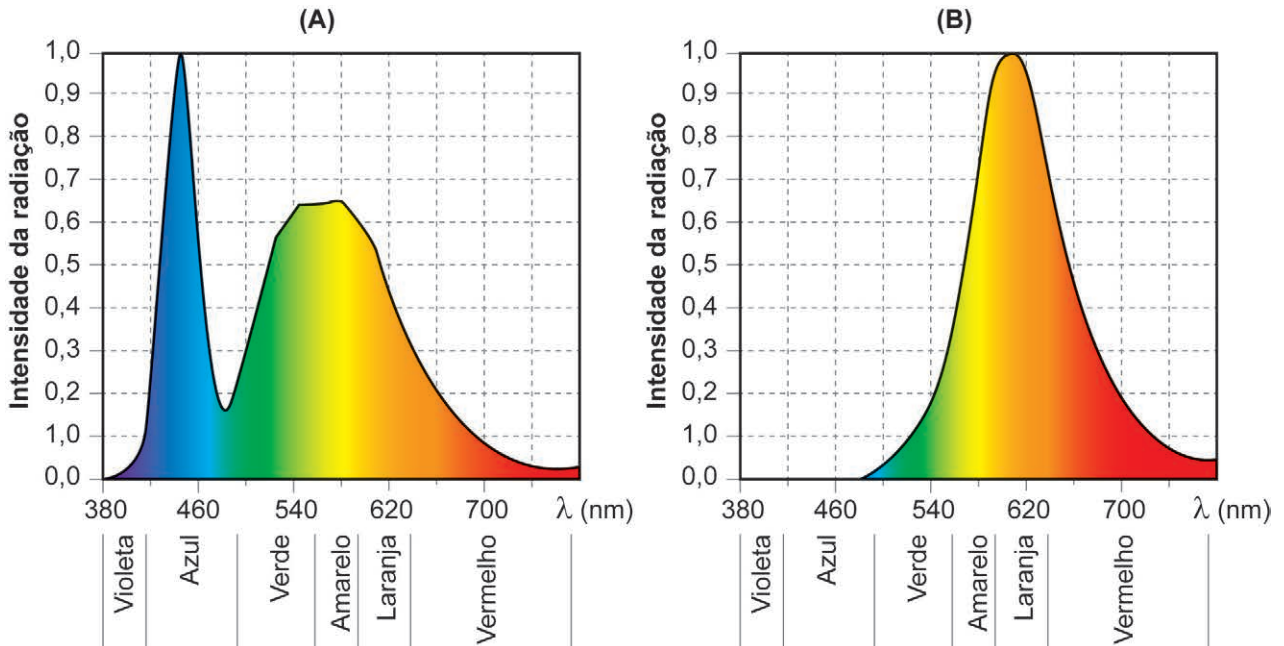 (A)
Intensidade da radiação
1,0
0,9
0,8
0,7
0,6
0,5
0,4
0,3
0,2
1,0
0,0
380 460 540 620 700 λ (nm)
Violeta
Azul
Verde
Amarelo
Laranja
Vermelho
(B)
Intensidade da radiação
1,0
0,9
0,8
0,7
0,6
0,5
0,4
0,3
0,2
1,0
0,0
380 460 540 620 700 λ (nm)
Violeta
Azul
Verde
Amarelo
Laranja
Vermelho